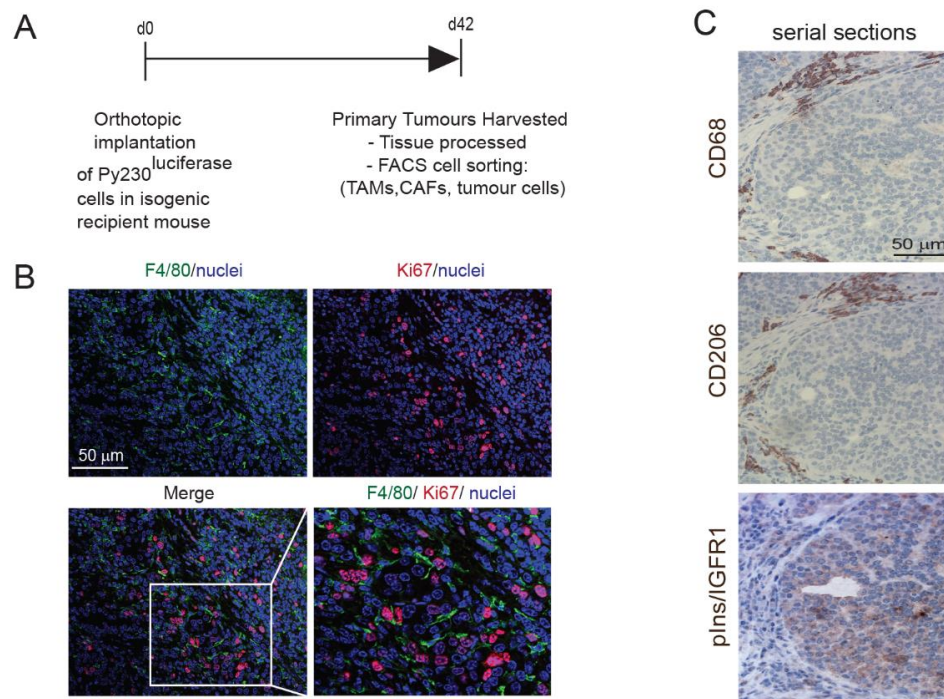 A
d0
d42
Orthotopic
implantation
of Py230luciferase
cells in isogenic
recipient mouse
Primary Tumours Harvested
- Tissue processed
- FACS cell sorting:
(TAMs,CAFs, tumour cells)
B
F4/80/nuclei
Ki67/nuclei
50 μm
Merge
F4/80/ Ki67/ nuclei
C
serial sections
CD68
50 μm
CD206
pIns/IGFR1